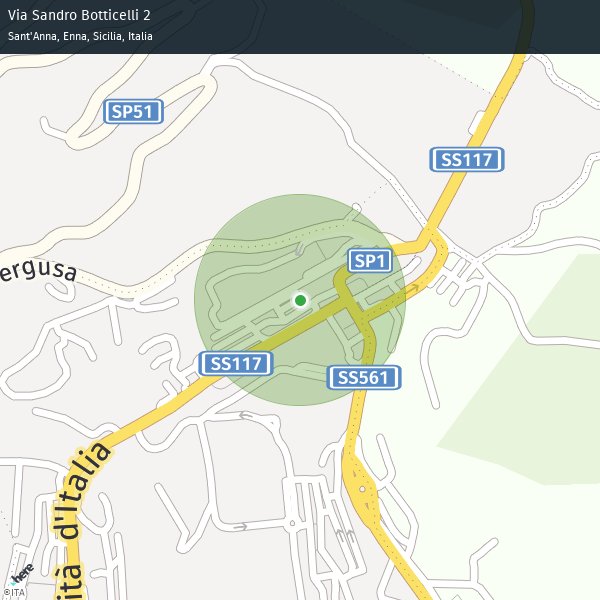 Via Sandro Botticelli 2
Sant'Anna, Enna, Sicilia, Italia
SP51
SS117
SP1
ergusa
SS117
SS561
ità d'Italia
here
©ITA